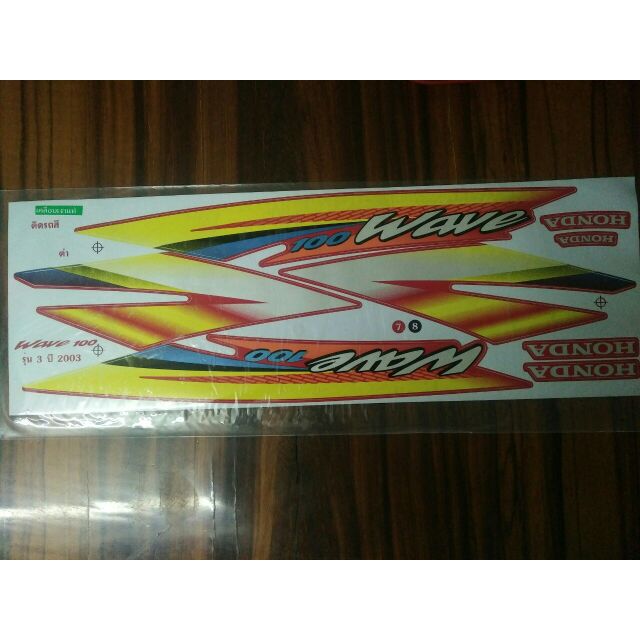 เคลือบเงาแท้
ติดรถสี
ดำ
100 Wave
HONDA
HONDA
7 8
Wave 100
รุ่น 3 ปี 2003
100 Wave
HONDA
HONDA